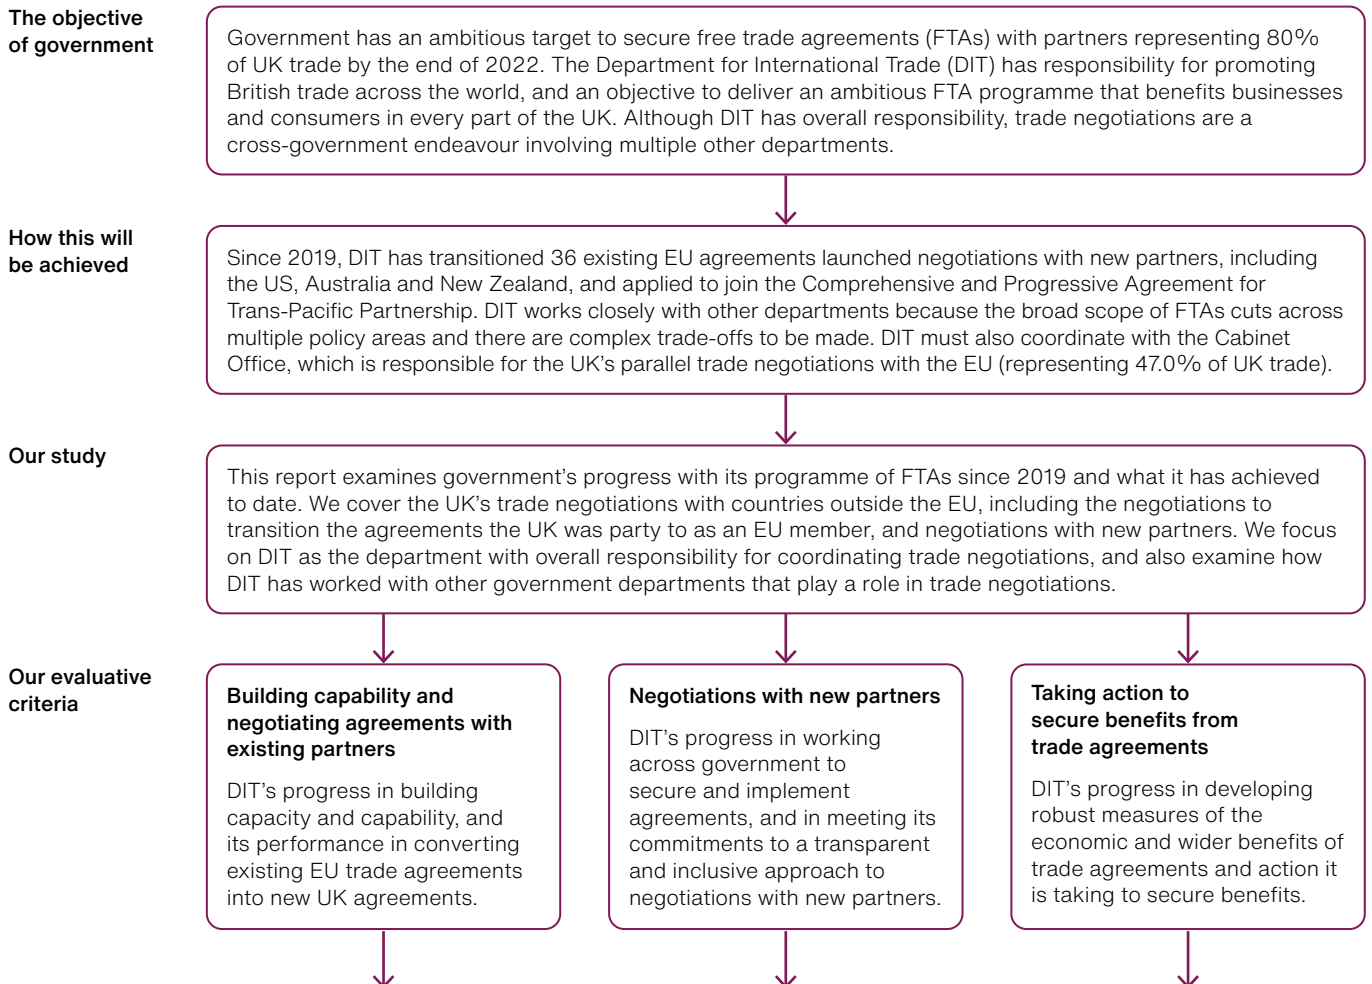 The objective
of government
Government has an ambitious target to secure free trade agreements (FTAs) with partners representing 80%
of UK trade by the end of 2022. The Department for International Trade (DIT) has responsibility for promoting
British trade across the world, and an objective to deliver an ambitious FTA programme that benefits businesses
and consumers in every part of the UK. Although DIT has overall responsibility, trade negotiations are a
cross-government endeavour involving multiple other departments.
How this will
be achieved
Since 2019, DIT has transitioned 36 existing EU agreements launched negotiations with new partners, including
the US, Australia and New Zealand, and applied to join the Comprehensive and Progressive Agreement for
Trans-Pacific Partnership. DIT works closely with other departments because the broad scope of FTAs cuts across
multiple policy areas and there are complex trade-offs to be made. DIT must also coordinate with the Cabinet
Office, which is responsible for the UK’s parallel trade negotiations with the EU (representing 47.0% of UK trade).
Our study
This report examines government’s progress with its programme of FTAs since 2019 and what it has achieved
to date. We cover the UK’s trade negotiations with countries outside the EU, including the negotiations to
transition the agreements the UK was party to as an EU member, and negotiations with new partners. We focus
on DIT as the department with overall responsibility for coordinating trade negotiations, and also examine how
DIT has worked with other government departments that play a role in trade negotiations.
Our evaluative
criteria
Building capability and
negotiating agreements with
existing partners
DIT’s progress in building
capacity and capability, and
its performance in converting
existing EU trade agreements
into new UK agreements.
Negotiations with new partners
DIT’s progress in working
across government to
secure and implement
agreements, and in meeting its
commitments to a transparent
and inclusive approach to
negotiations with new partners.
Taking action to
secure benefits from
trade agreements
DIT’s progress in developing
robust measures of the
economic and wider benefits of
trade agreements and action it
is taking to secure benefits.